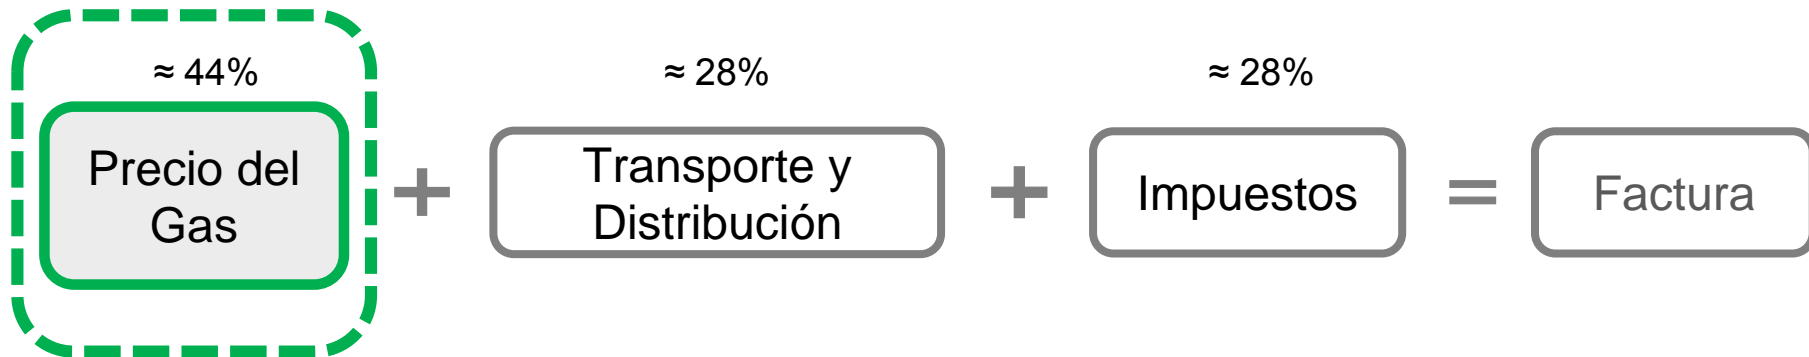 ≈ 44%
≈ 28%
≈ 28%
Precio del
Gas
+
Transporte y
Distribución
+
Impuestos
=
Factura